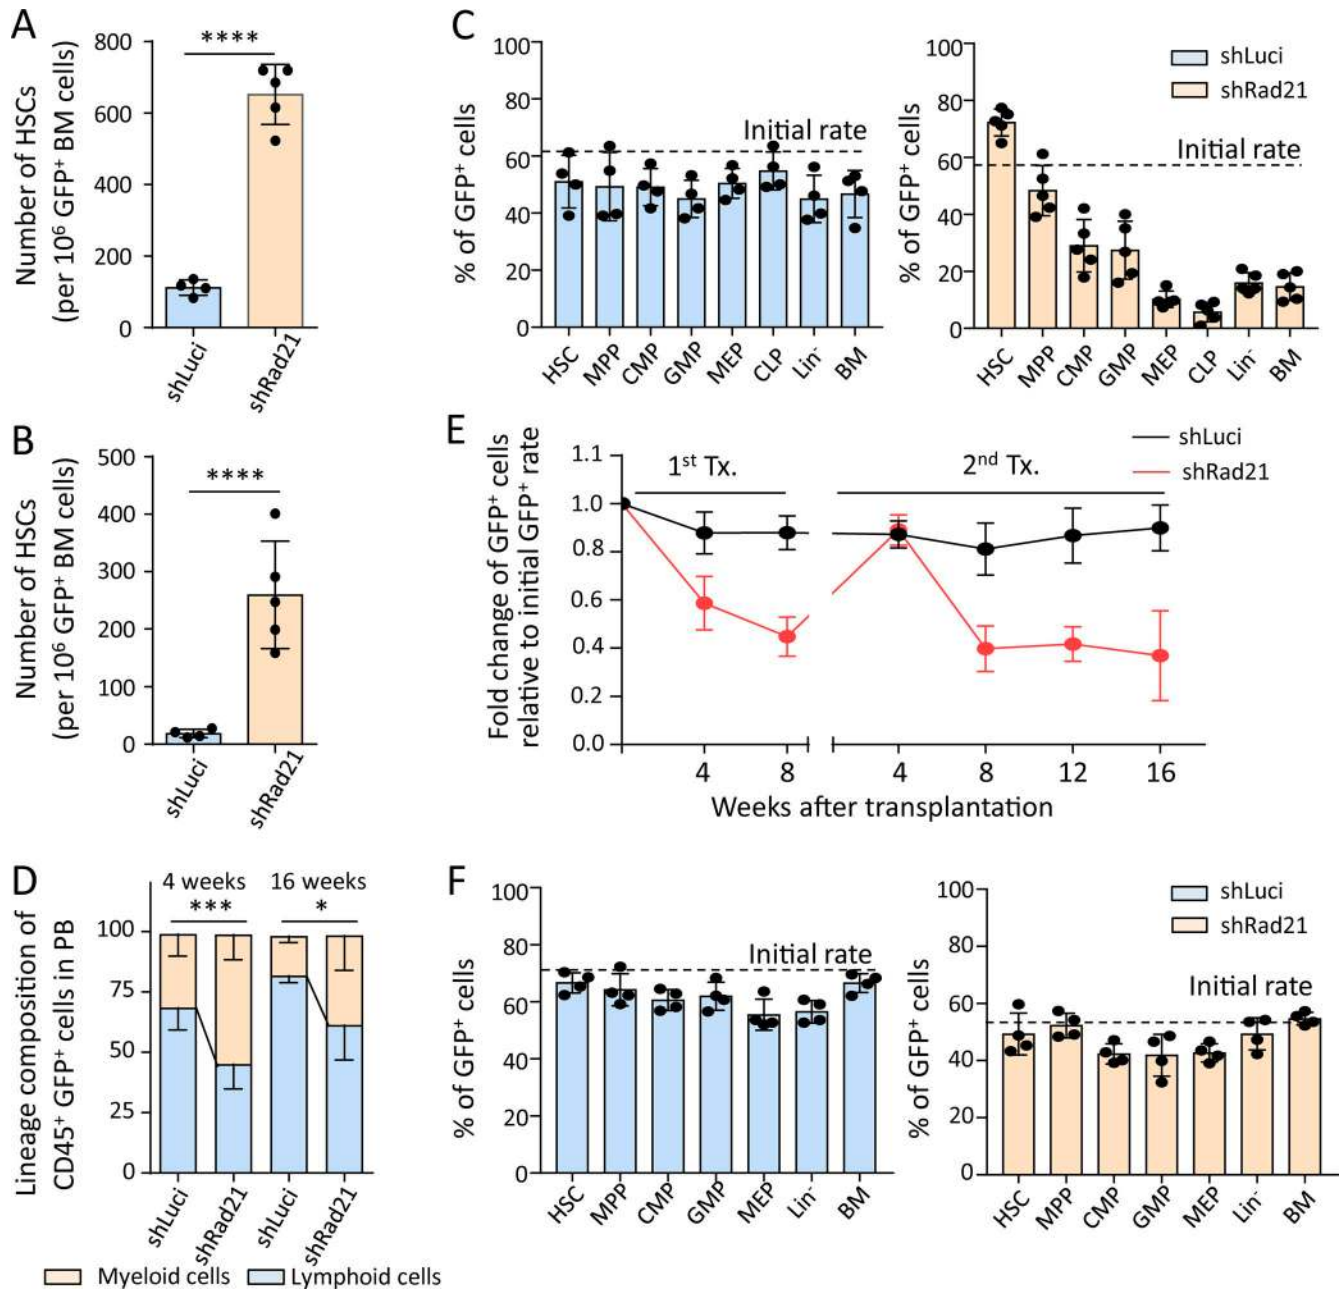 A
Number of HSCs
(per 10⁶ GFP⁺ BM cells)
800
600
400
200
0
****
shLuci
shRad21
C
% of GFP⁺ cells
100
80
60
40
20
0
Initial rate
HSC
MPP
CMP
GMP
MEP
CLP
Lin⁻
BM
% of GFP⁺ cells
100
80
60
40
20
0
shLuci
shRad21
Initial rate
HSC
MPP
CMP
GMP
MEP
CLP
Lin⁻
BM
B
Number of HSCs
(per 10⁶ GFP⁺ BM cells)
500
400
300
200
100
0
****
shLuci
shRad21
E
Fold change of GFP⁺ cells
relative to initial GFP⁺ rate
1.1
1.0
0.8
0.6
0.4
0.2
0.0
1st Tx.
2nd Tx.
shLuci
shRad21
4
8
4
8
12
16
Weeks after transplantation
D
Lineage composition of
CD45⁺ GFP⁺ cells in PB
4 weeks
16 weeks
***
*
100
75
50
25
0
shLuci
shRad21
shLuci
shRad21
Myeloid cells
Lymphoid cells
F
% of GFP⁺ cells
100
80
60
40
20
0
Initial rate
HSC
MPP
CMP
GMP
MEP
Lin⁻
BM
% of GFP⁺ cells
100
80
60
40
20
0
shLuci
shRad21
Initial rate
HSC
MPP
CMP
GMP
MEP
Lin⁻
BM